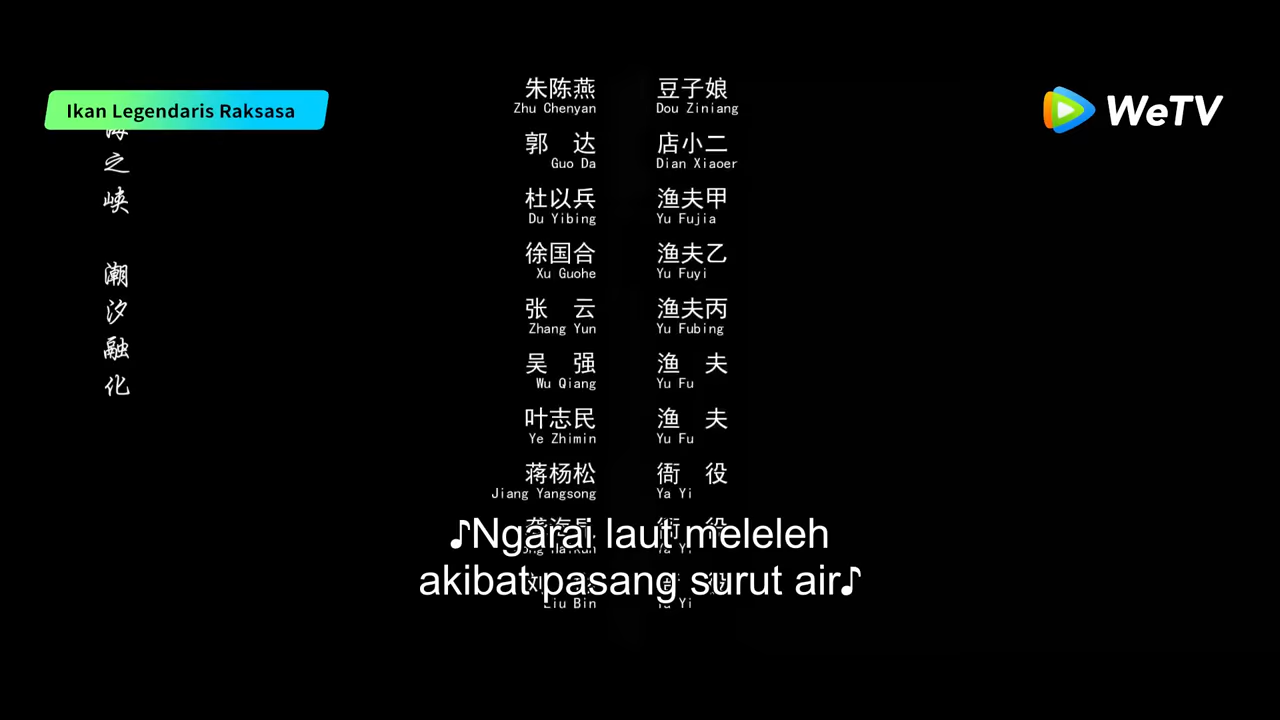 Ikan Legendaris Raksasa
WeTV
之峡 潮汐融化
朱陈燕 豆子娘
Zhu Chenyan Dou Ziniang
郭 达 店小二
Guo Da Dian Xiaoer
杜以兵 渔夫甲
Du Yibing Yu Fujia
徐国合 渔夫乙
Xu Guohe Yu Fuyi
张 云 渔夫丙
Zhang Yun Yu Fubing
吴 强 渔 夫
Wu Qiang Yu Fu
叶志民 渔 夫
Ye Zhimin Yu Fu
蒋杨松 衙 役
Jiang Yangsong Ya Yi
♪Ngarai laut meleleh
akibat pasang surut air♪
Liu Bin Ya Yi